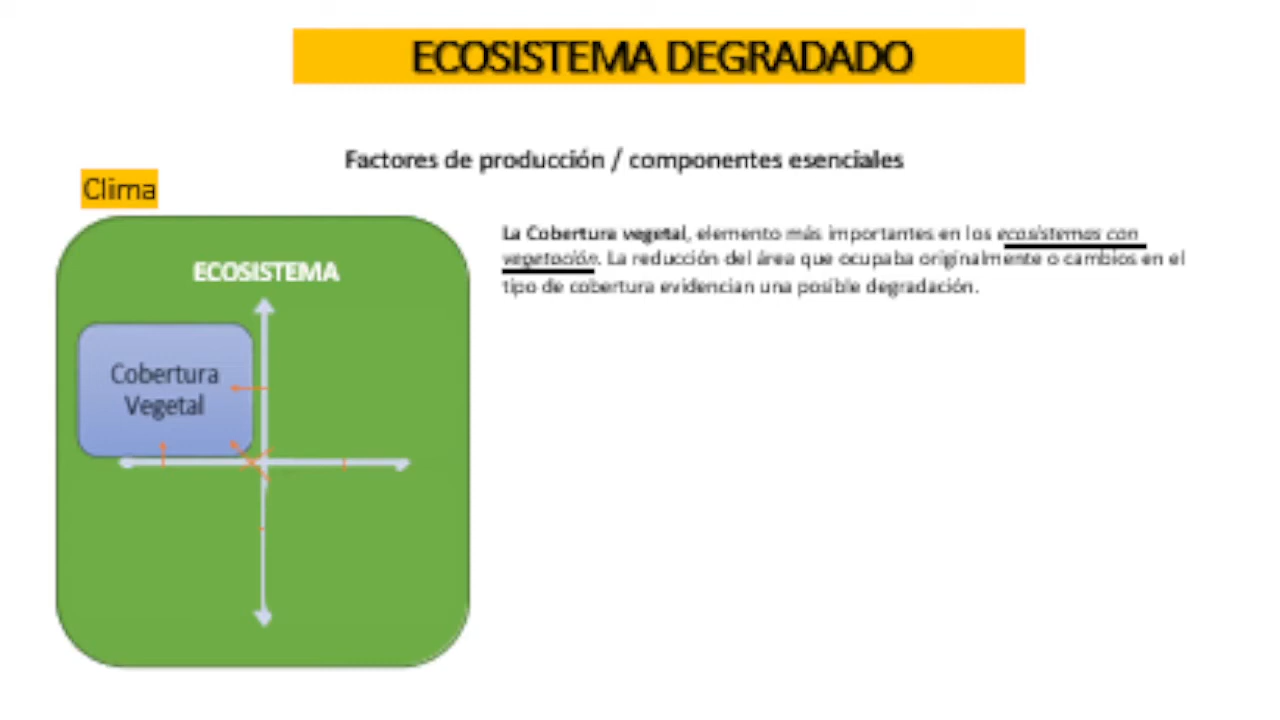 ECOSISTEMA DEGRADADO
Factores de producción / componentes esenciales
Clima
La Cobertura vegetal, elemento más importantes en los ecosistemas con
vegetación. La reducción del área que ocupaba originalmente o cambios en el
tipo de cobertura evidencian una posible degradación.
ECOSISTEMA
Cobertura
Vegetal